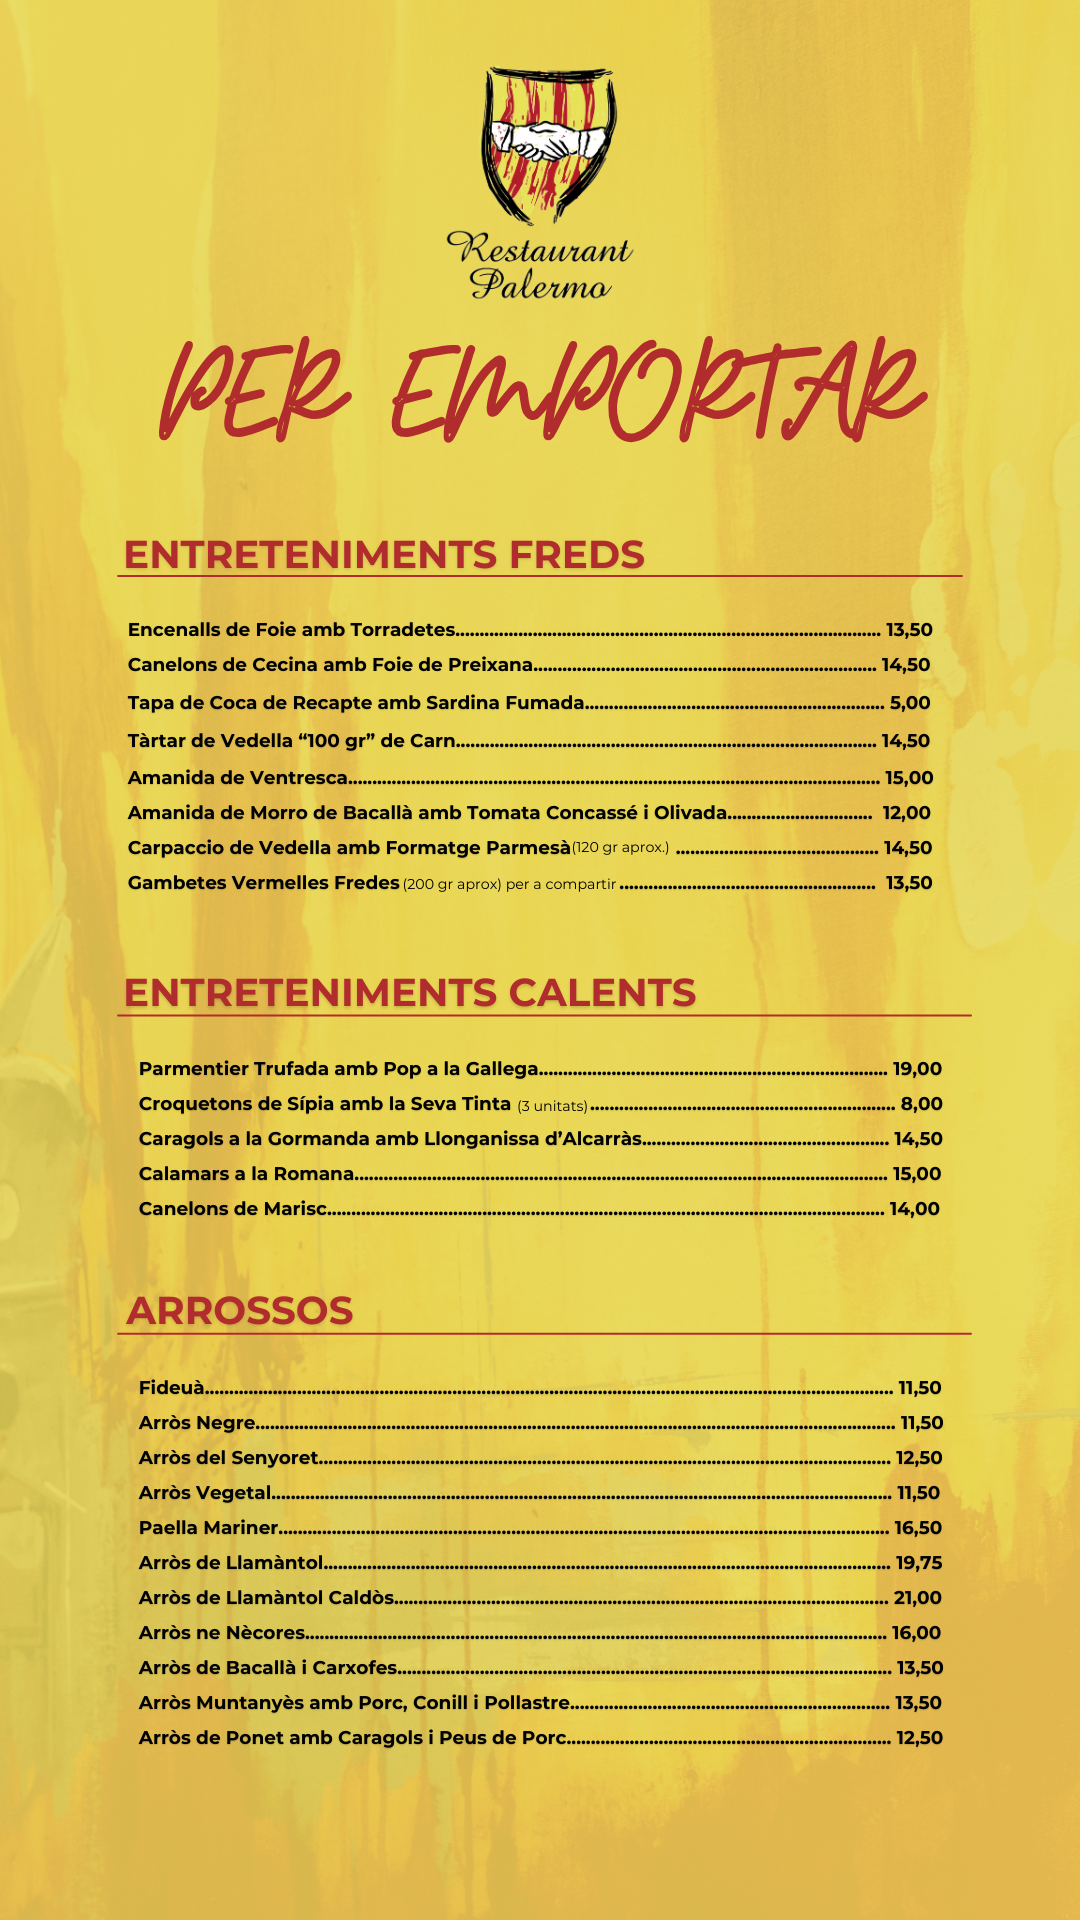 Restaurant
Palermo
PER EMPORTAR
ENTRETENIMENTS FREDS
Encenalls de Foie amb Torradetes........................................................................................ 13,50
Canelons de Cecina amb Foie de Preixana....................................................................... 14,50
Tapa de Coca de Recapte amb Sardina Fumada.............................................................. 5,00
Tàrtar de Vedella “100 gr” de Carn....................................................................................... 14,50
Amanida de Ventresca.............................................................................................................. 15,00
Amanida de Morro de Bacallà amb Tomata Concassé i Olivada.............................. 12,00
Carpaccio de Vedella amb Formatge Parmesà(120 gr aprox.) .......................................... 14,50
Gambetes Vermelles Fredes (200 gr aprox) per a compartir ..................................................... 13,50
ENTRETENIMENTS CALENTS
Parmentier Trufada amb Pop a la Gallega........................................................................ 19,00
Croquetons de Sípia amb la Seva Tinta (3 unitats)............................................................... 8,00
Caragols a la Gormanda amb Llonganissa d’Alcarràs................................................... 14,50
Calamars a la Romana.............................................................................................................. 15,00
Canelons de Marisc................................................................................................................... 14,00
ARROSSOS
Fideuà.............................................................................................................................................. 11,50
Arròs Negre.................................................................................................................................... 11,50
Arròs del Senyoret...................................................................................................................... 12,50
Arròs Vegetal................................................................................................................................ 11,50
Paella Mariner.............................................................................................................................. 16,50
Arròs de Llamàntol..................................................................................................................... 19,75
Arròs de Llamàntol Caldòs...................................................................................................... 21,00
Arròs ne Nècores........................................................................................................................ 16,00
Arròs de Bacallà i Carxofes...................................................................................................... 13,50
Arròs Muntanyès amb Porc, Conill i Pollastre.................................................................. 13,50
Arròs de Ponet amb Caragols i Peus de Porc................................................................... 12,50